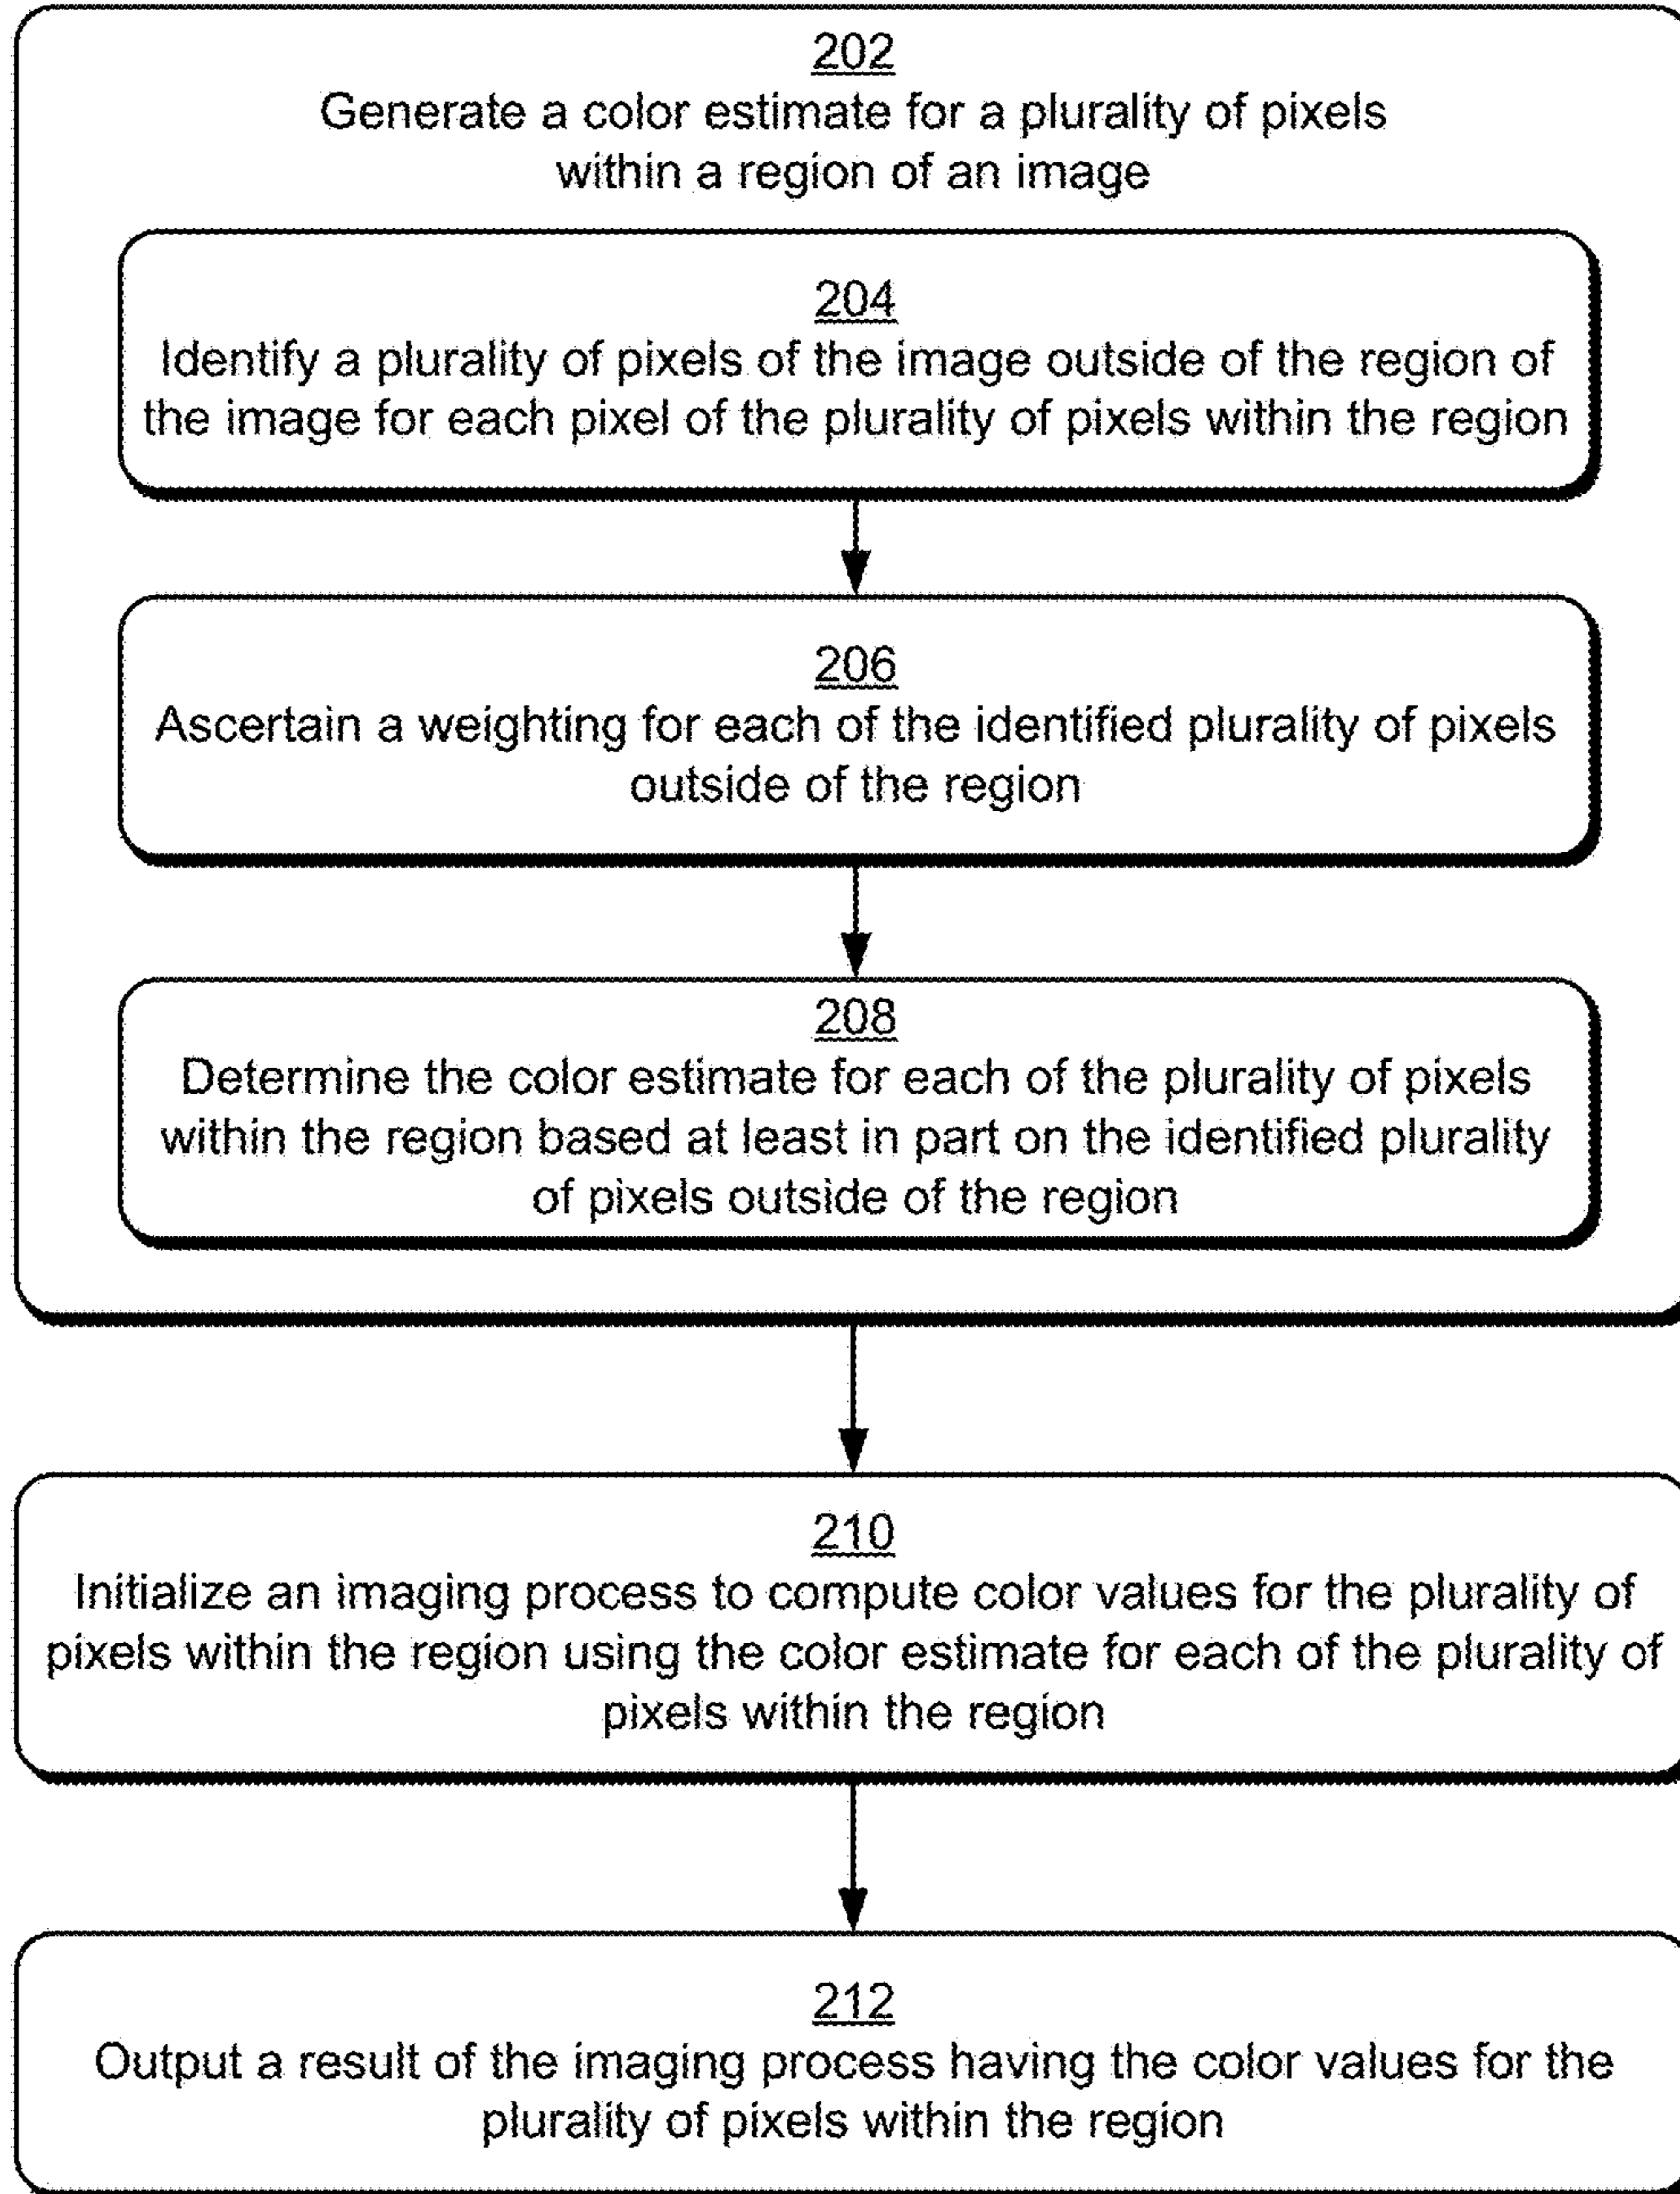 202
Generate a color estimate for a plurality of pixels
within a region of an image
204
Identify a plurality of pixels of the image outside of the region of
the image for each pixel of the plurality of pixels within the region
206
Ascertain a weighting for each of the identified plurality of pixels
outside of the region
208
Determine the color estimate for each of the plurality of pixels
within the region based at least in part on the identified plurality
of pixels outside of the region
210
Initialize an imaging process to compute color values for the plurality of
pixels within the region using the color estimate for each of the plurality of
pixels within the region
212
Output a result of the imaging process having the color values for the
plurality of pixels within the region